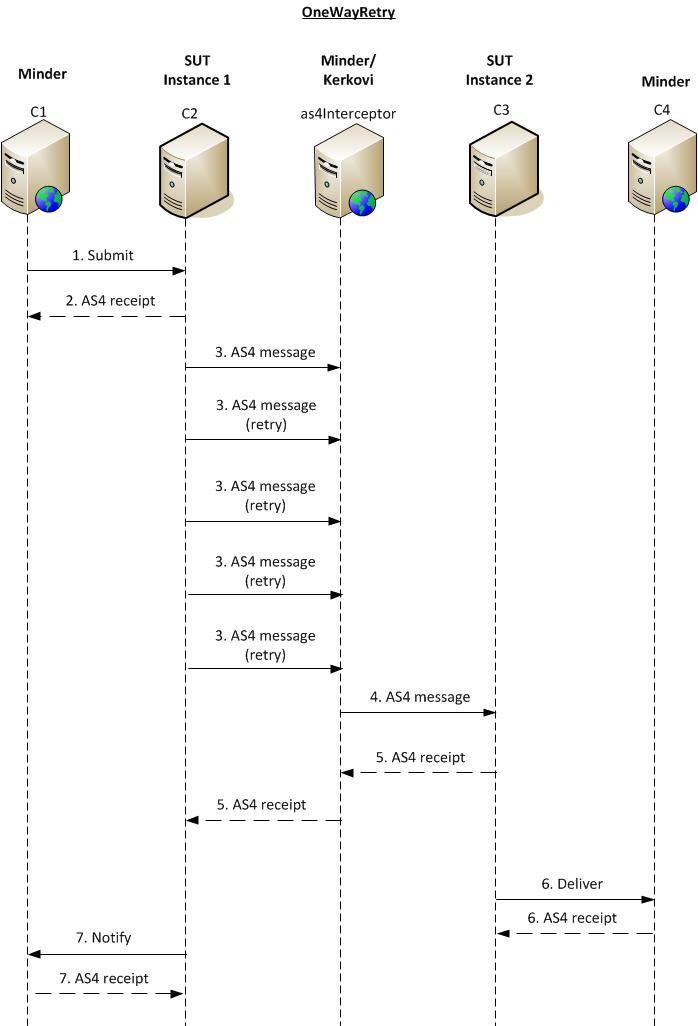 OneWayRetry
Minder
SUT
Instance 1
Minder/
Kerkovi
SUT
Instance 2
Minder
C1
C2
as4Interceptor
C3
C4
1. Submit
2. AS4 receipt
3. AS4 message
3. AS4 message
(retry)
3. AS4 message
(retry)
3. AS4 message
(retry)
3. AS4 message
(retry)
4. AS4 message
5. AS4 receipt
5. AS4 receipt
6. Deliver
6. AS4 receipt
7. Notify
7. AS4 receipt